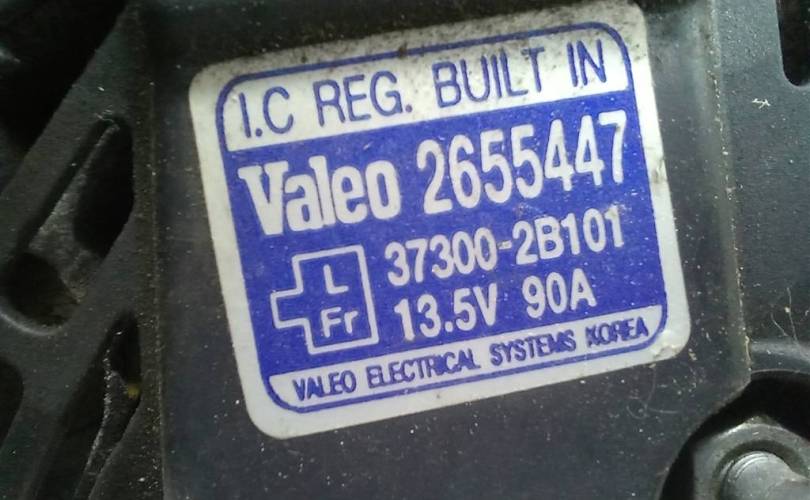 I.C REG. BUILT IN
Valeo 2655447
L
Fr
37300-2B101
13.5V 90A
VALEO ELECTRICAL SYSTEMS KOREA